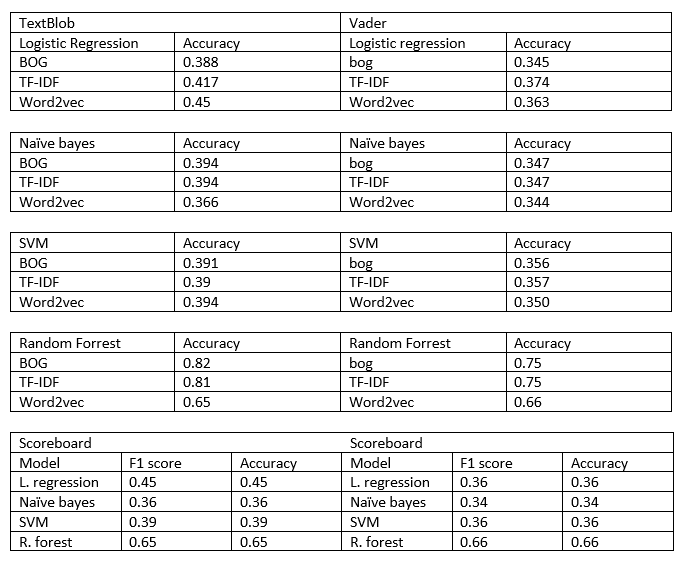 TextBlob Vader
Logistic Regression Accuracy Logistic regression Accuracy
BOG 0.388 bog 0.345
TF-IDF 0.417 TF-IDF 0.374
Word2vec 0.45 Word2vec 0.363
Naïve bayes Accuracy Naïve bayes Accuracy
BOG 0.394 bog 0.347
TF-IDF 0.394 TF-IDF 0.347
Word2vec 0.366 Word2vec 0.344
SVM Accuracy SVM Accuracy
BOG 0.391 bog 0.356
TF-IDF 0.39 TF-IDF 0.357
Word2vec 0.394 Word2vec 0.350
Random Forrest Accuracy Random Forrest Accuracy
BOG 0.82 bog 0.75
TF-IDF 0.81 TF-IDF 0.75
Word2vec 0.65 Word2vec 0.66
Scoreboard Scoreboard
Model F1 score Accuracy Model F1 score Accuracy
L. regression 0.45 0.45 L. regression 0.36 0.36
Naïve bayes 0.36 0.36 Naïve bayes 0.34 0.34
SVM 0.39 0.39 SVM 0.36 0.36
R. forest 0.65 0.65 R. forest 0.66 0.66